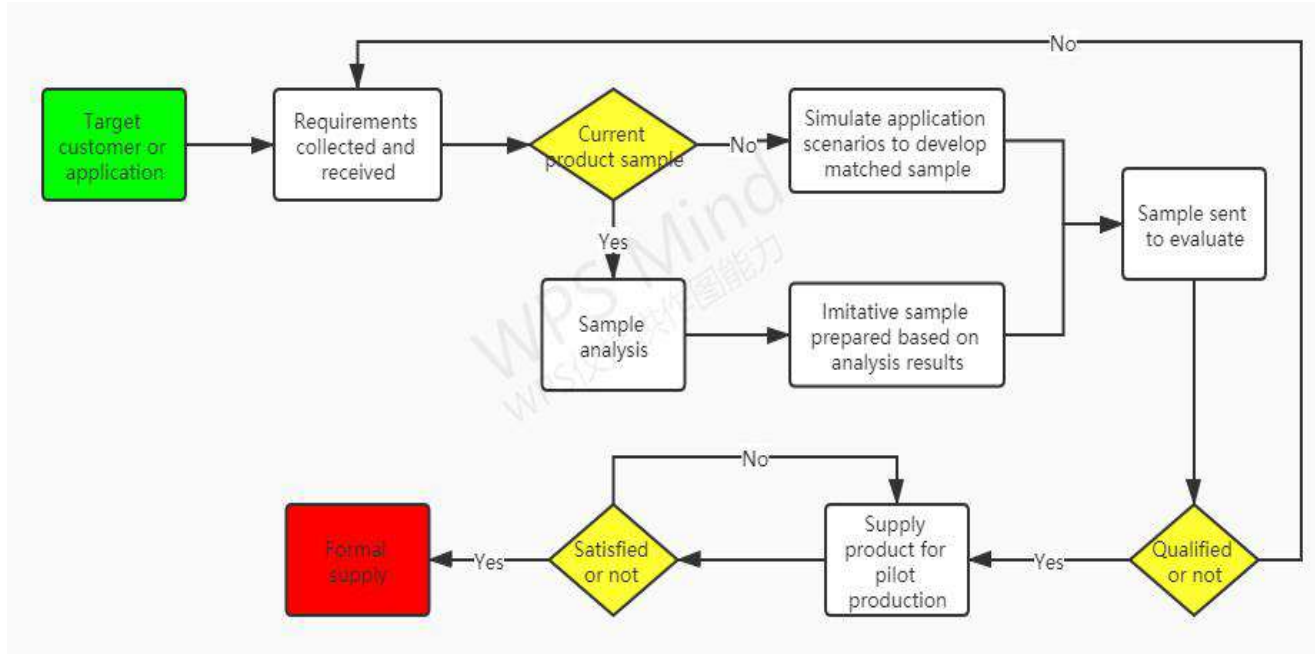 No
Target
customer or
application
Requirements
collected and
received
Current
product sample
No
Simulate application
scenarios to develop
matched sample
Sample sent
to evaluate
Yes
Sample
analysis
Imitative sample
prepared based on
analysis results
WPS Mind
No
Formal
supply
Yes
Satisfied
or not
Supply
product for
pilot
production
Yes
Qualified
or not